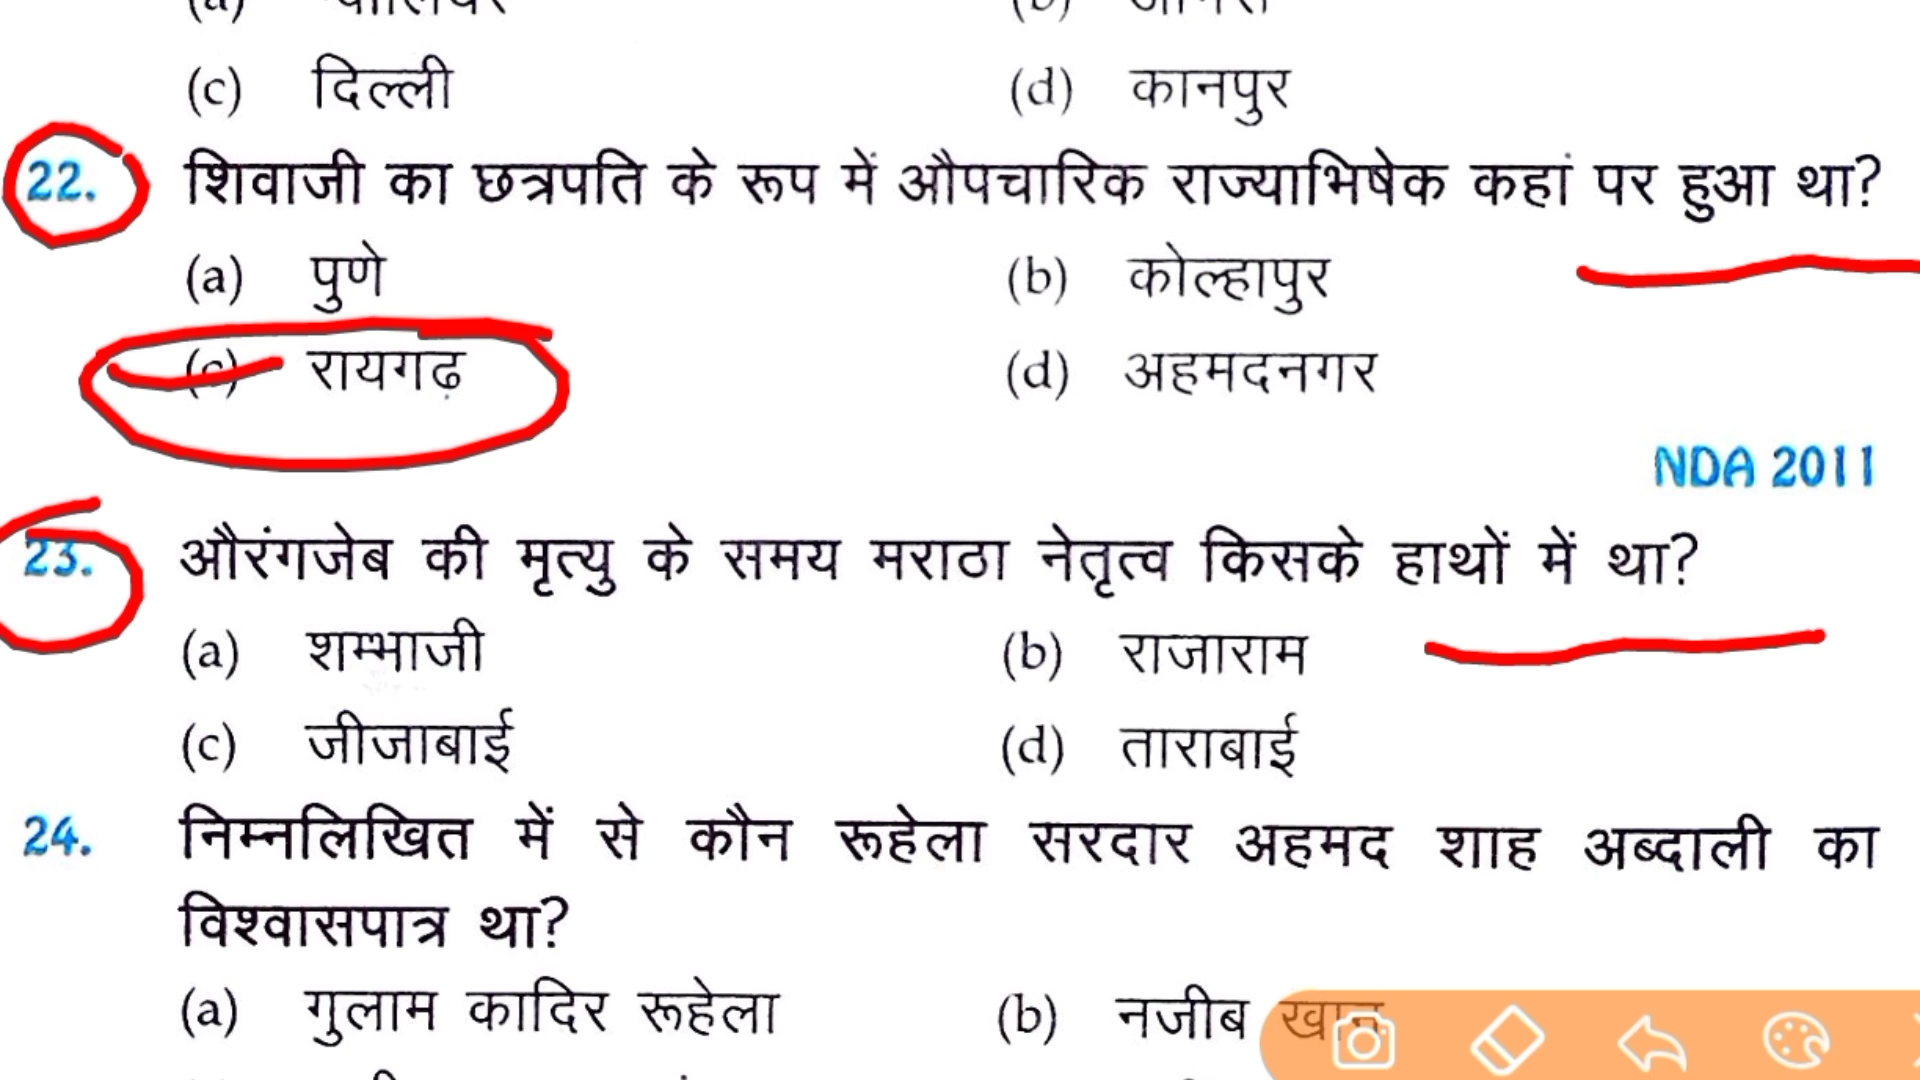 (c) दिल्ली (d) कानपुर
22. शिवाजी का छत्रपति के रूप में औपचारिक राज्याभिषेक कहां पर हुआ था?
(a) पुणे (b) कोल्हापुर
(c) रायगढ़ (d) अहमदनगर
NDA 2011
23. औरंगजेब की मृत्यु के समय मराठा नेतृत्व किसके हाथों में था?
(a) शम्भाजी (b) राजाराम
(c) जीजाबाई (d) ताराबाई
24. निम्नलिखित में से कौन रूहेला सरदार अहमद शाह अब्दाली का
विश्वासपात्र था?
(a) गुलाम कादिर रूहेला (b) नजीब खान